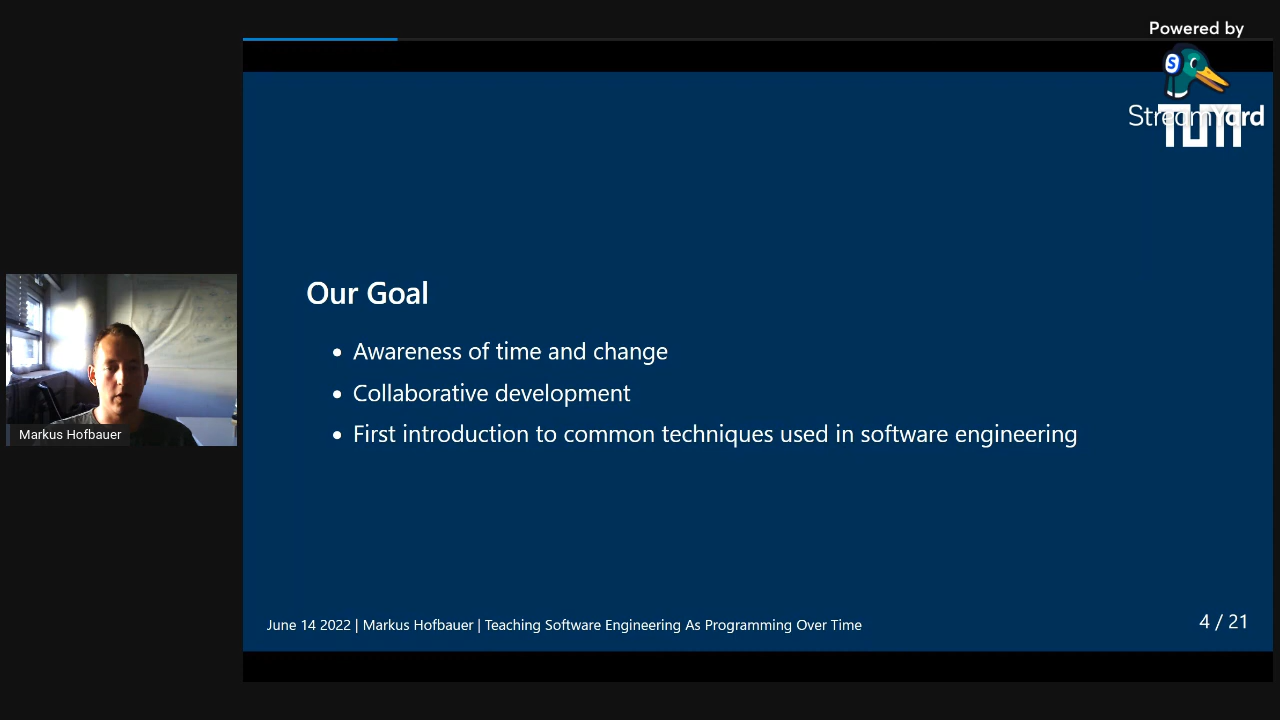 Powered by
StreamYard
TUM
Our Goal
• Awareness of time and change
• Collaborative development
• First introduction to common techniques used in software engineering
Markus Hofbauer
June 14 2022 | Markus Hofbauer | Teaching Software Engineering As Programming Over Time
4 / 21